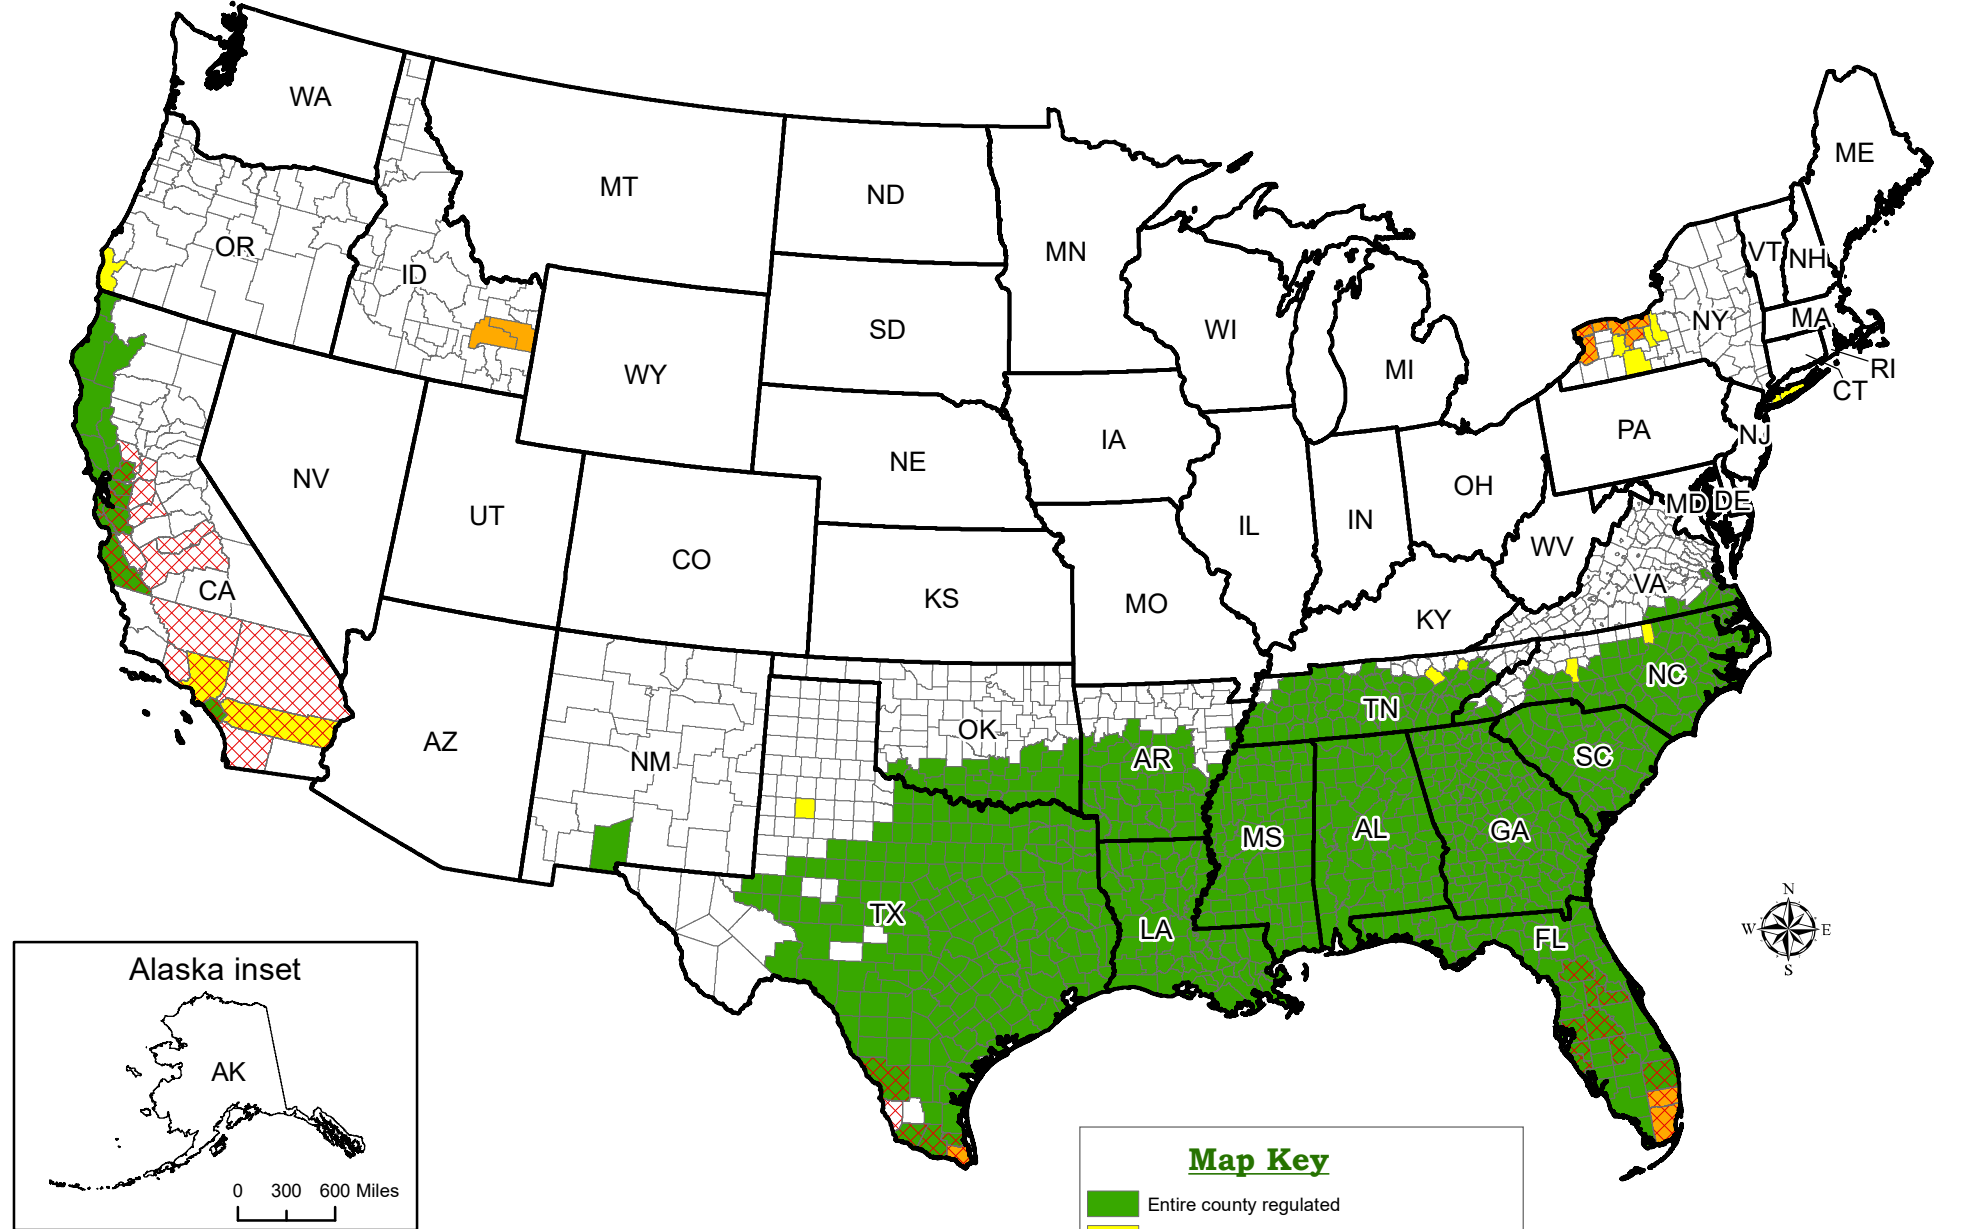 WA
MT
ND
MN
ME
OR
ID
SD
WI
MI
NY
VT
NH
MA
RI
CT
WY
NE
IA
PA
NJ
NV
UT
CO
KS
MO
IL
IN
OH
WV
MD
DE
VA
KY
CA
AZ
NM
OK
AR
TN
NC
SC
MS
AL
GA
TX
LA
FL
N
W
E
S
Alaska inset
AK
0 300 600 Miles
Map Key
Entire county regulated